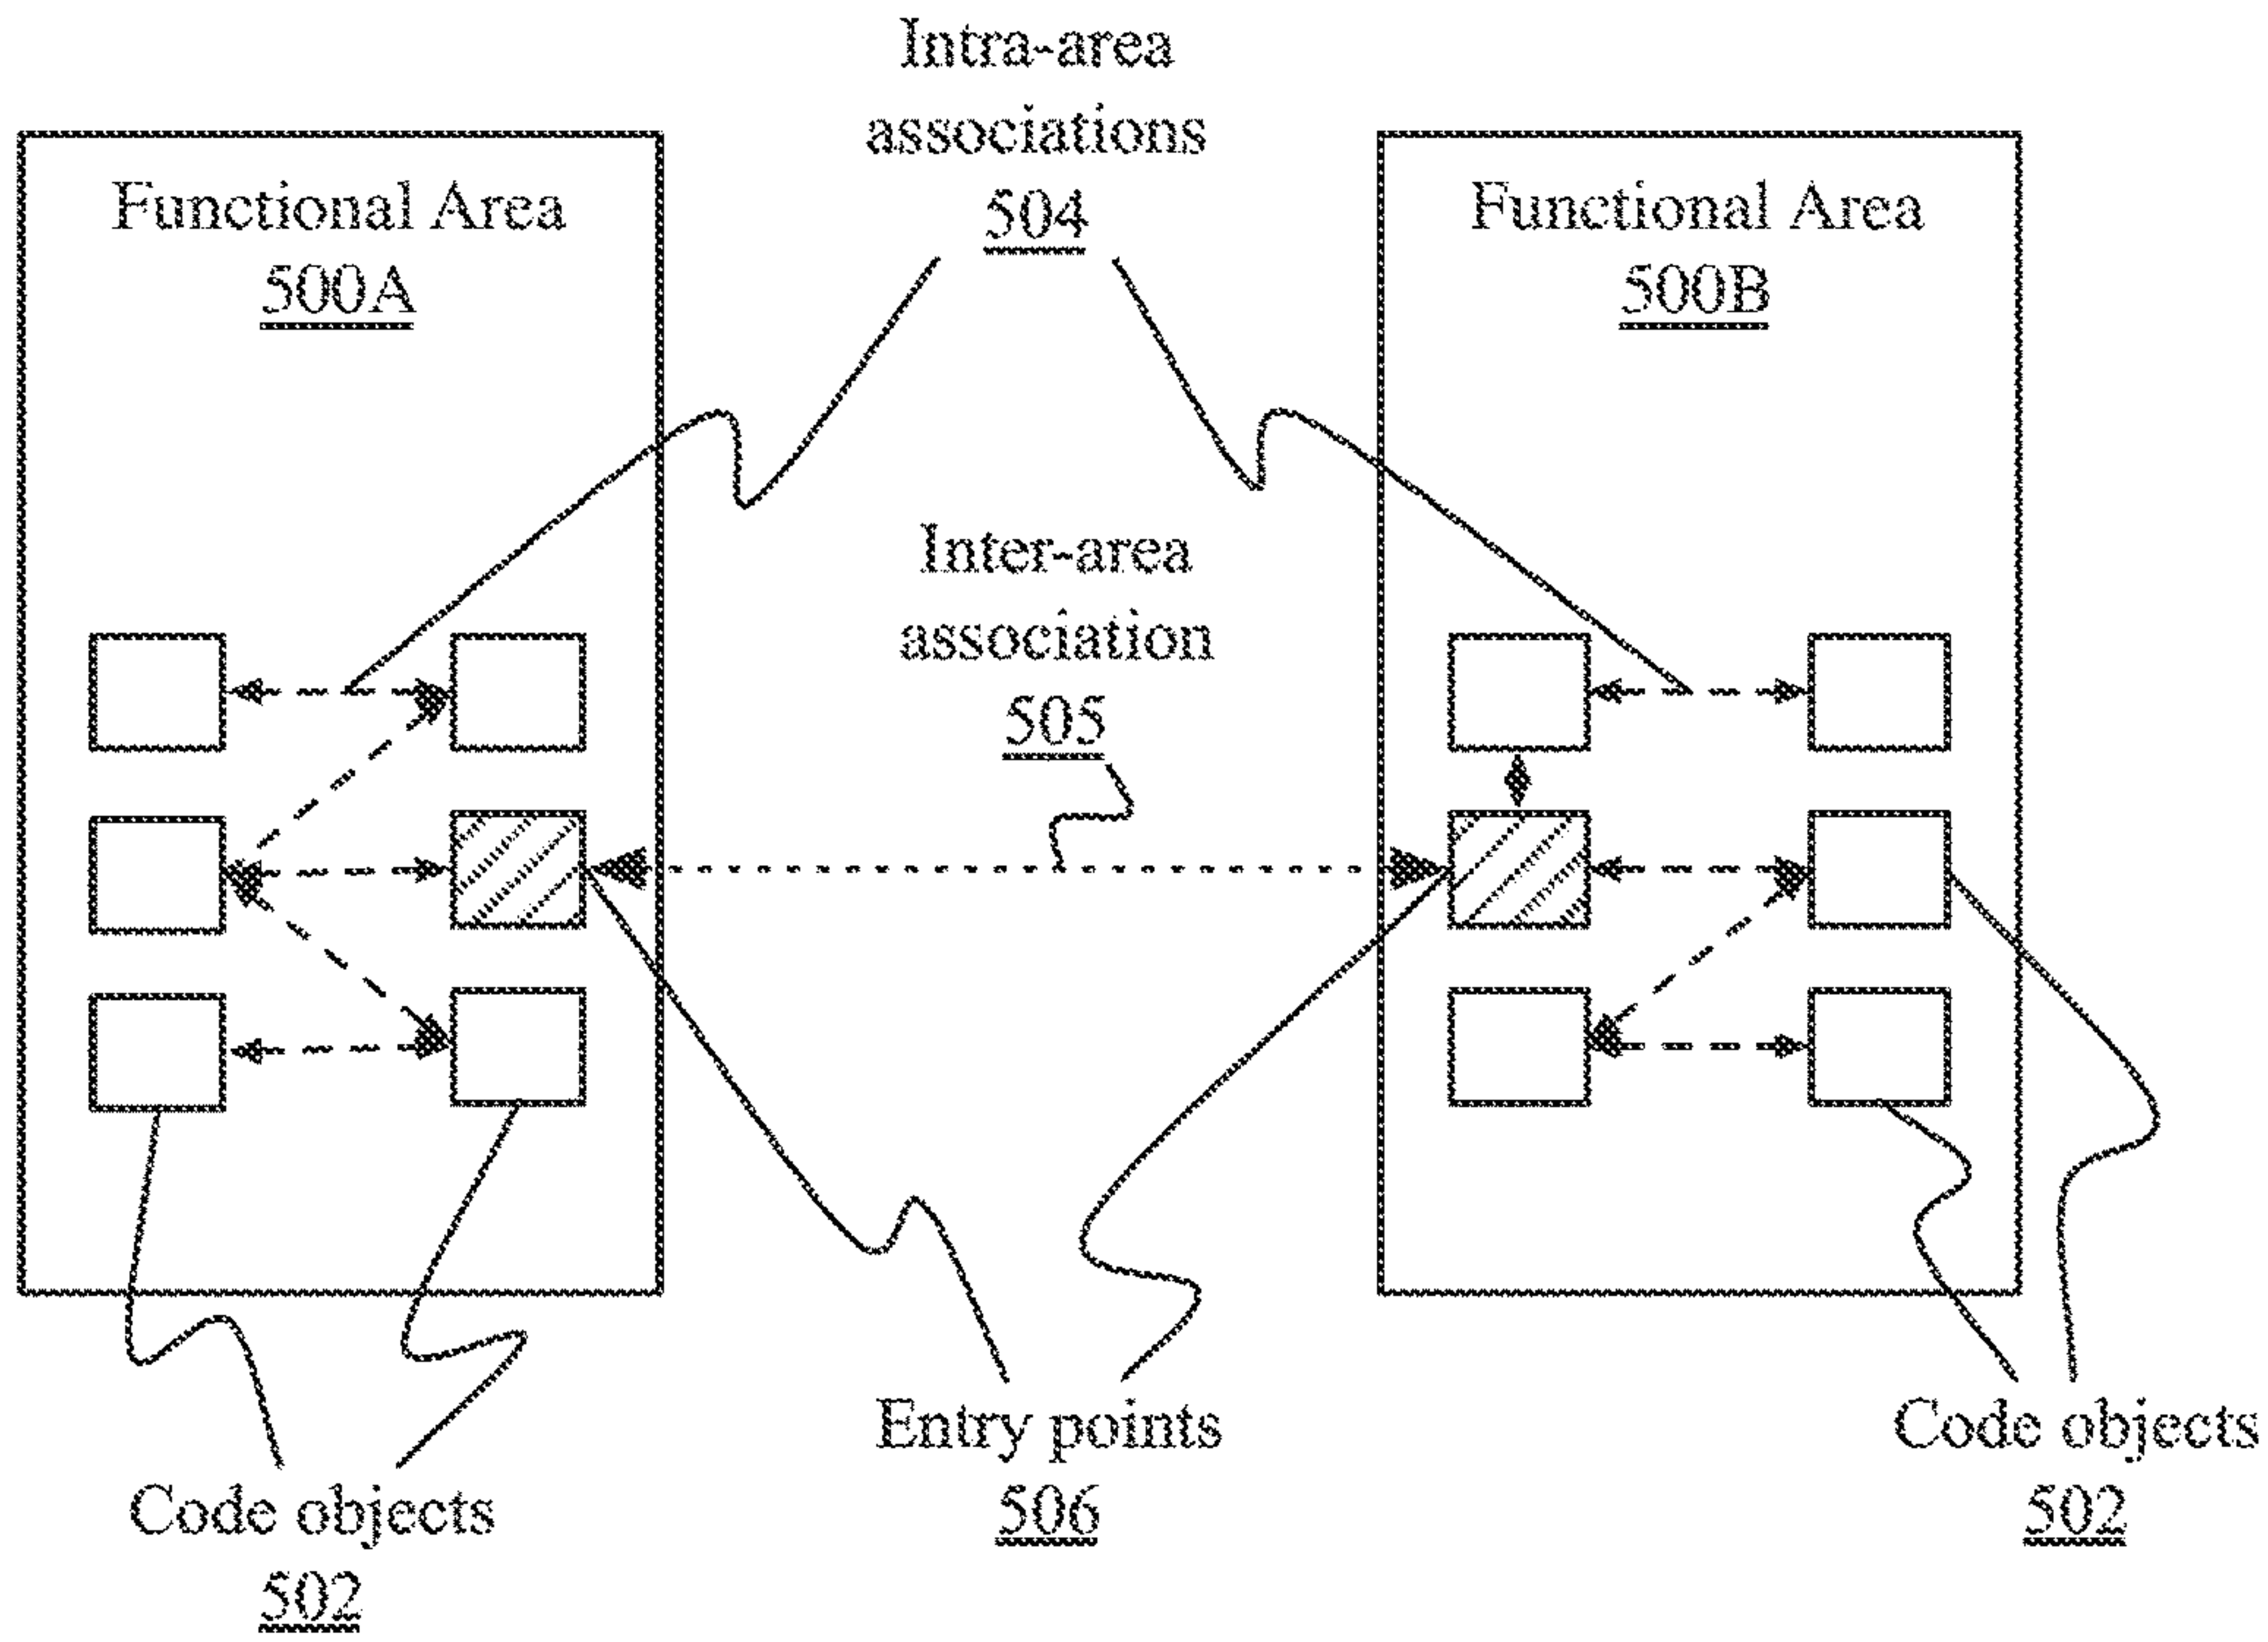 Intra-area
associations
504
Functional Area
500A
Functional Area
500B
Inter-area
association
505
Entry points
506
Code objects
502
Code objects
502